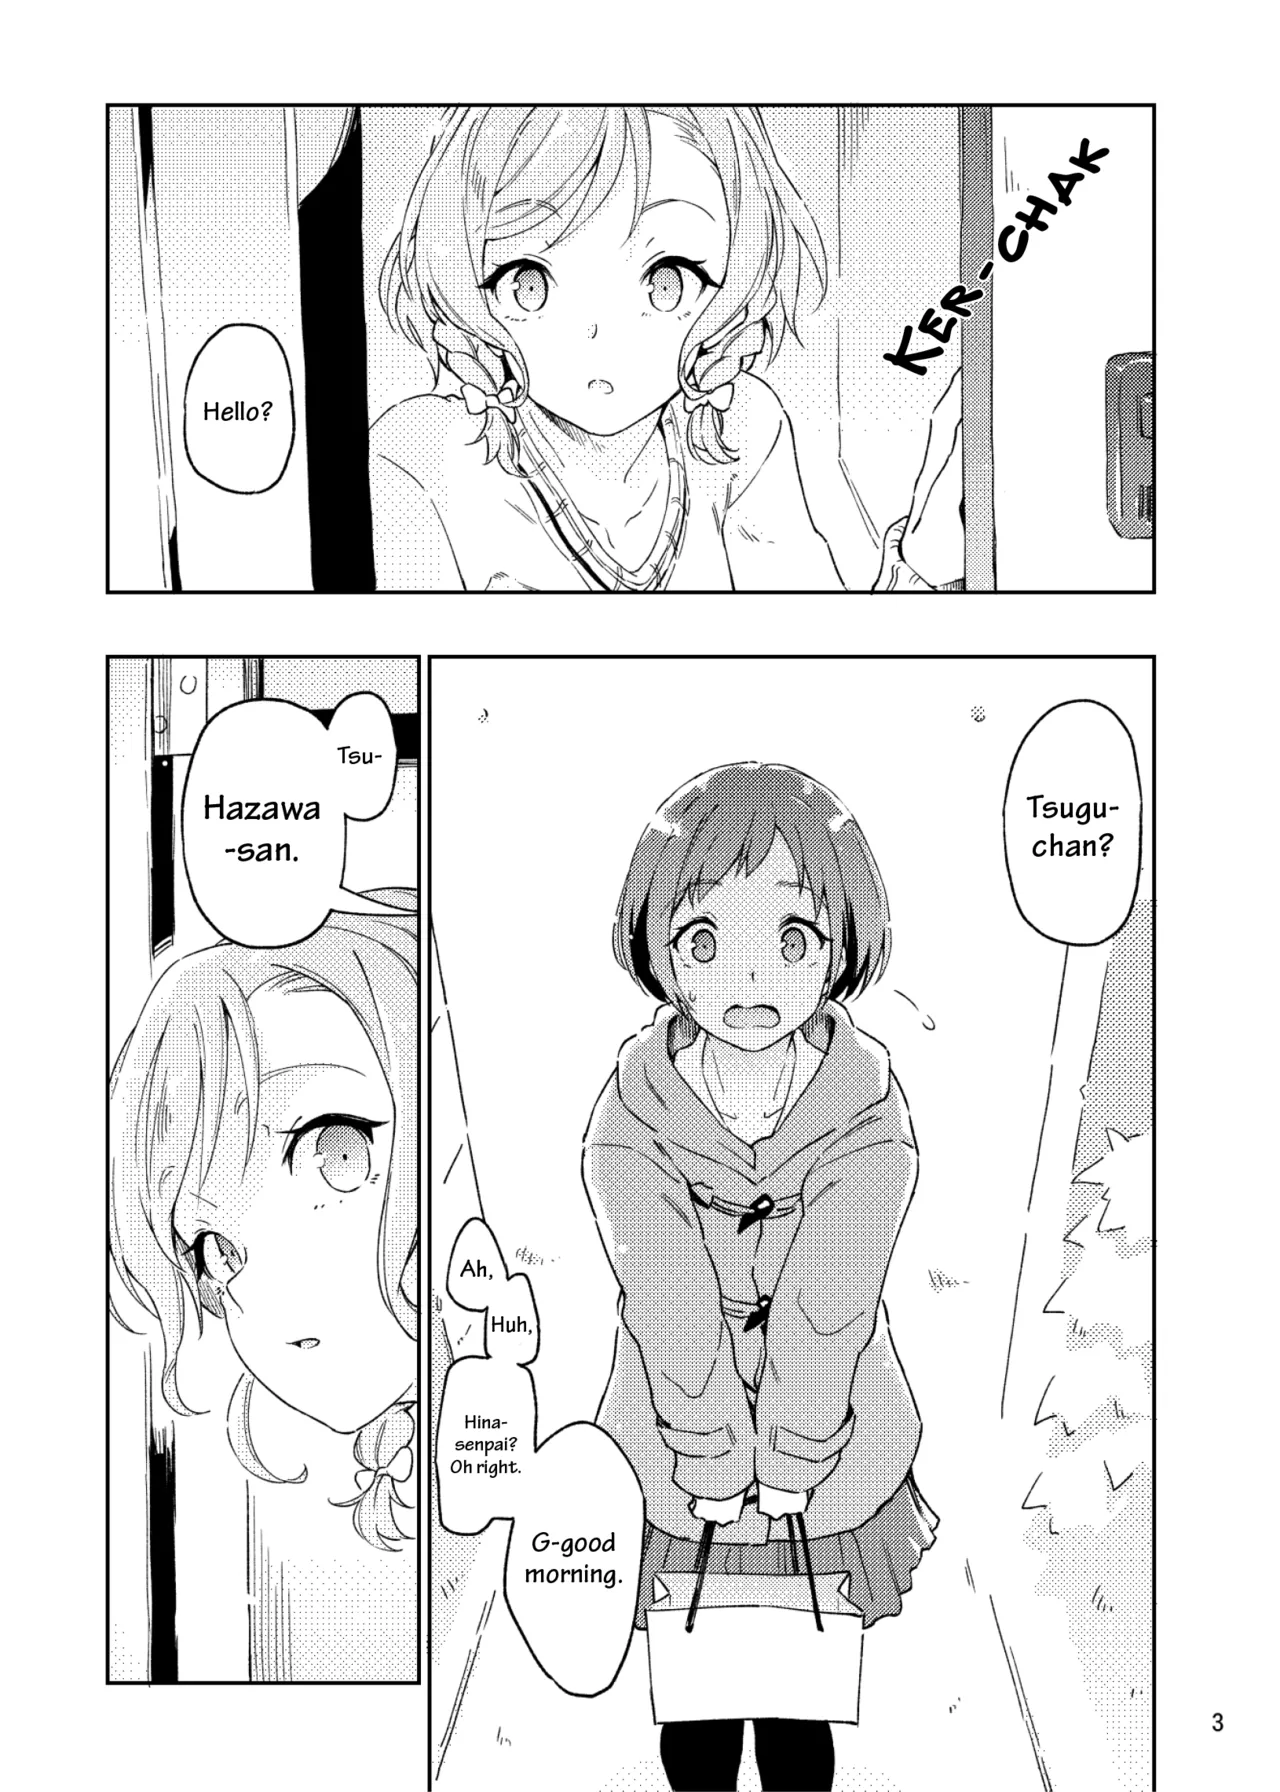 KER-CHAK
Hello?
Tsugu-
chan?
Ah,
Huh,
Hina-
senpai?
Oh right.
G-good
morning.
Tsu-
Hazawa
-san.
3